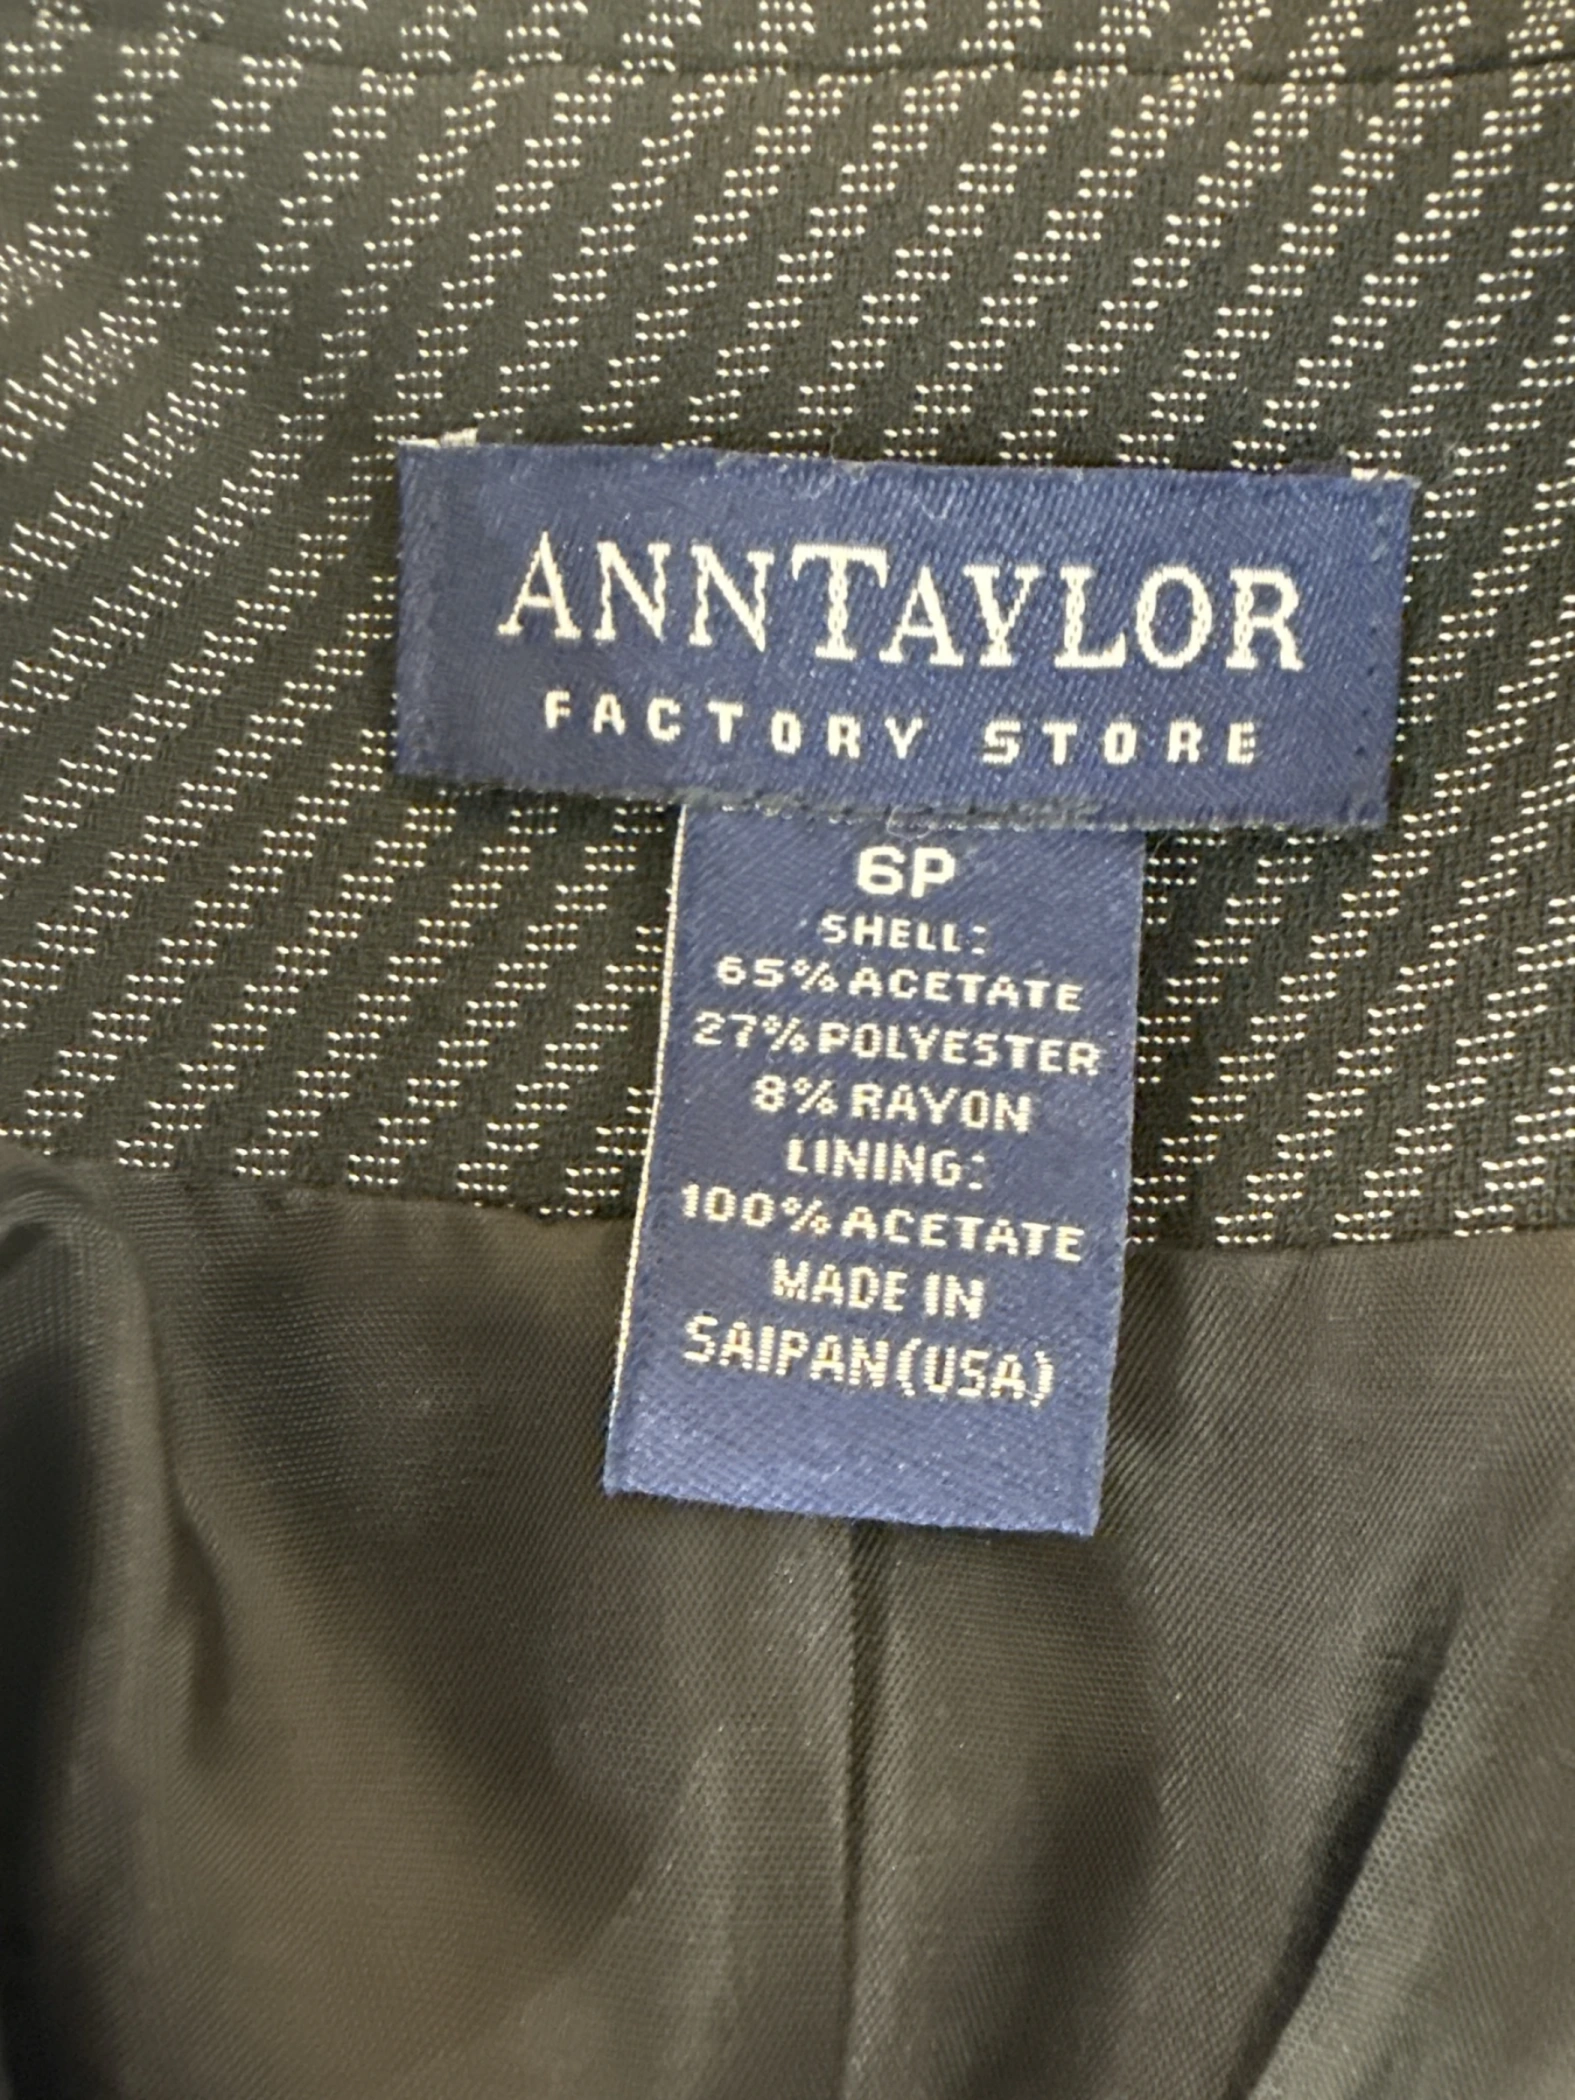 ANNTAYLOR
FACTORY STORE
6P
SHELL:
65% ACETATE
27% POLYESTER
8% RAYON
LINING:
100% ACETATE
MADE IN
SAIPAN(USA)